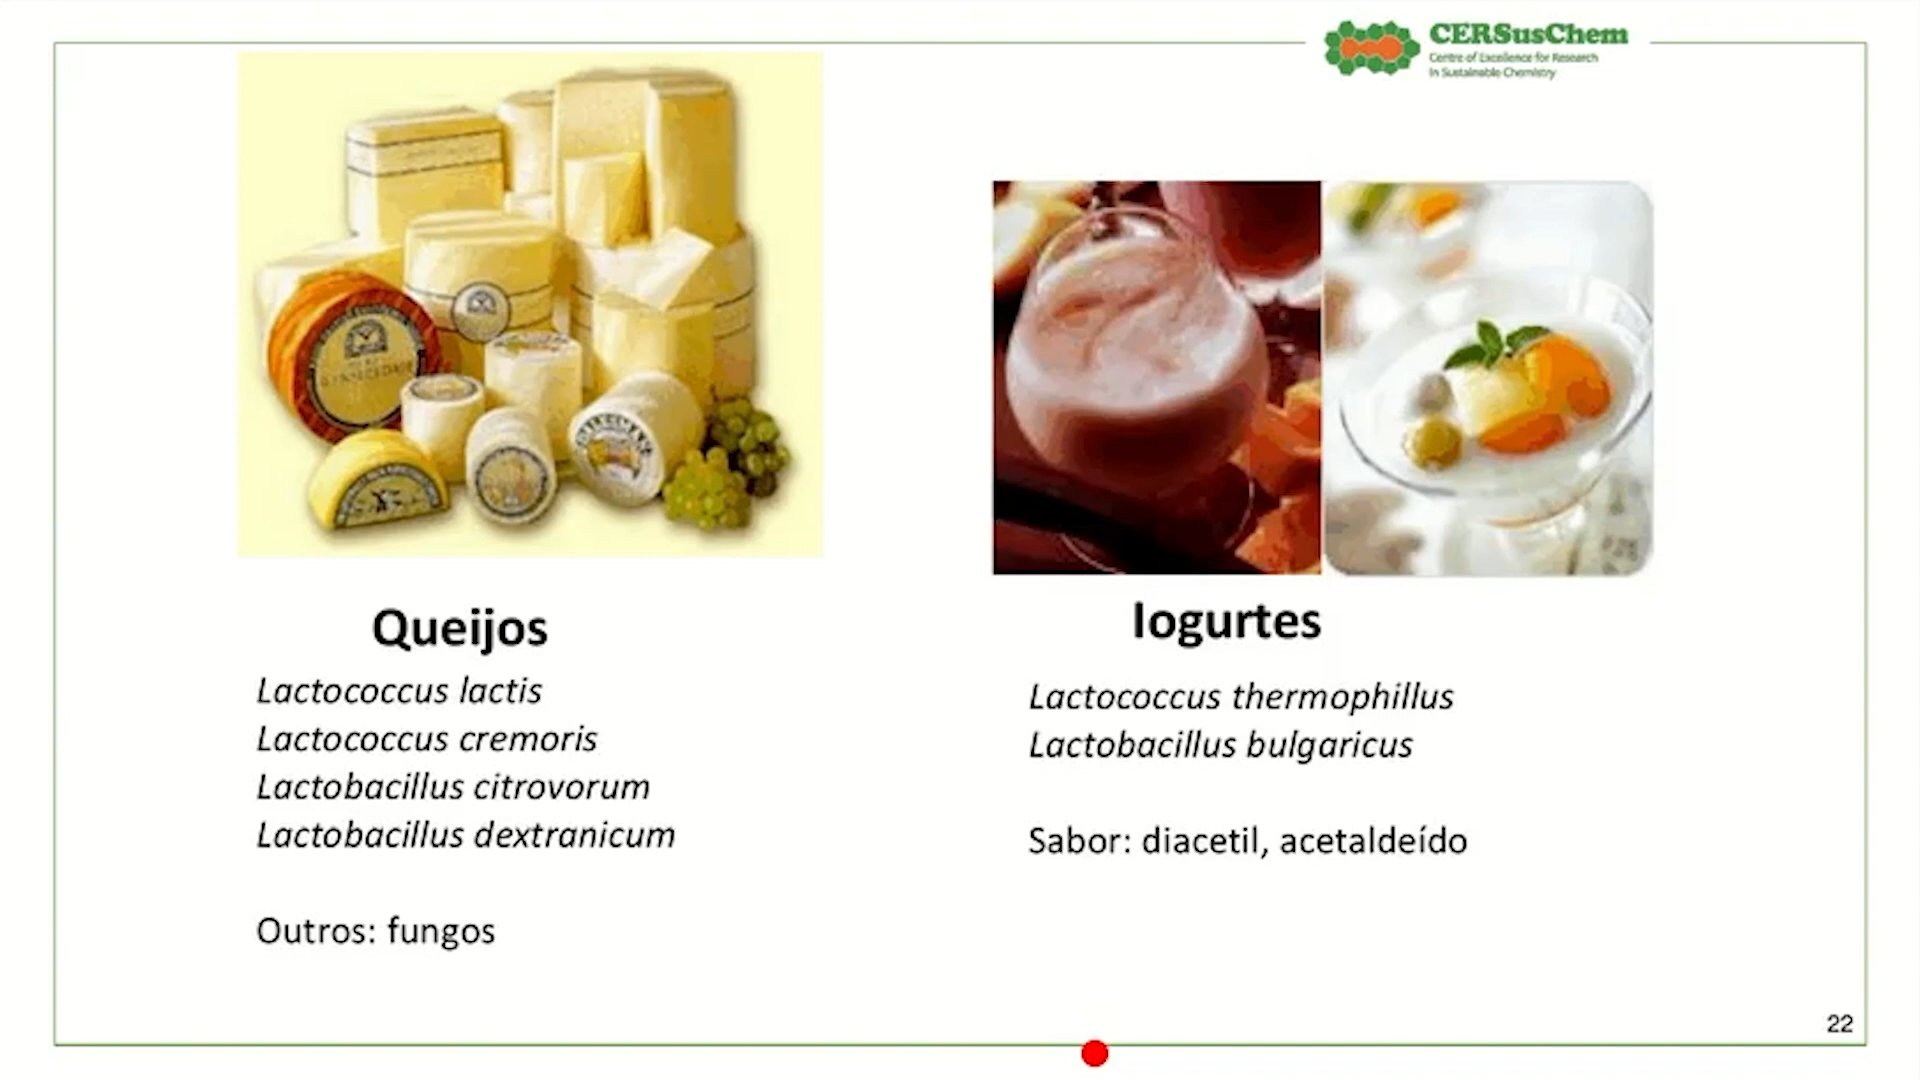 CERSusChem
Centre of Excellence for Research
in Sustainable Chemistry
Queijos
Lactococcus lactis
Lactococcus cremoris
Lactobacillus citrovorum
Lactobacillus dextranicum
Outros: fungos
Iogurtes
Lactococcus thermophillus
Lactobacillus bulgaricus
Sabor: diacetil, acetaldeído
22